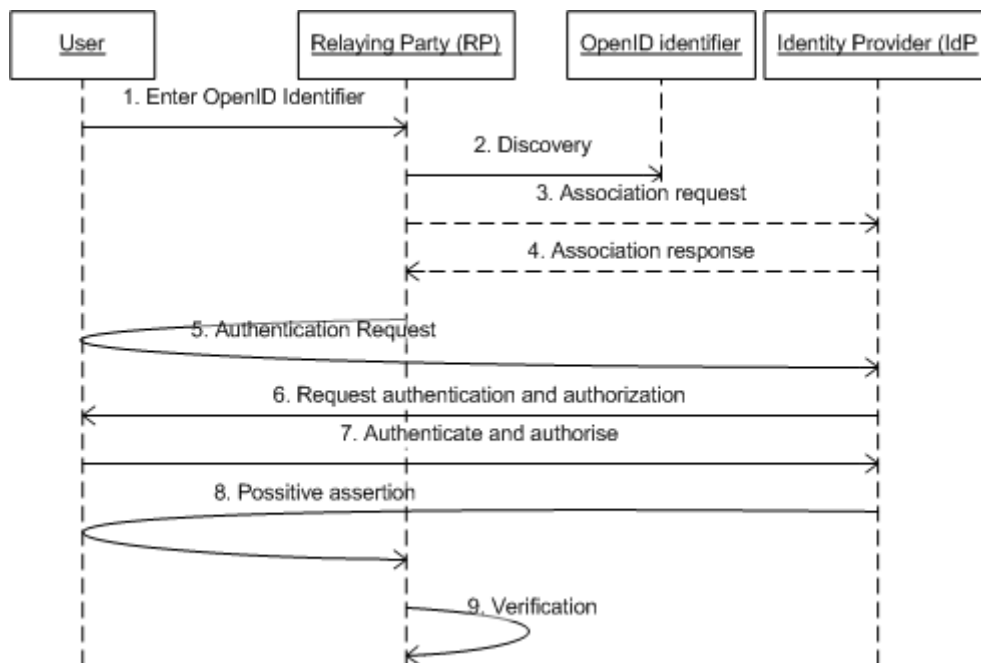 User
Relaying Party (RP)
OpenID identifier
Identity Provider (IdP
1. Enter OpenID Identifier
2. Discovery
3. Association request
4. Association response
5. Authentication Request
6. Request authentication and authorization
7. Authenticate and authorise
8. Possitive assertion
9. Verification